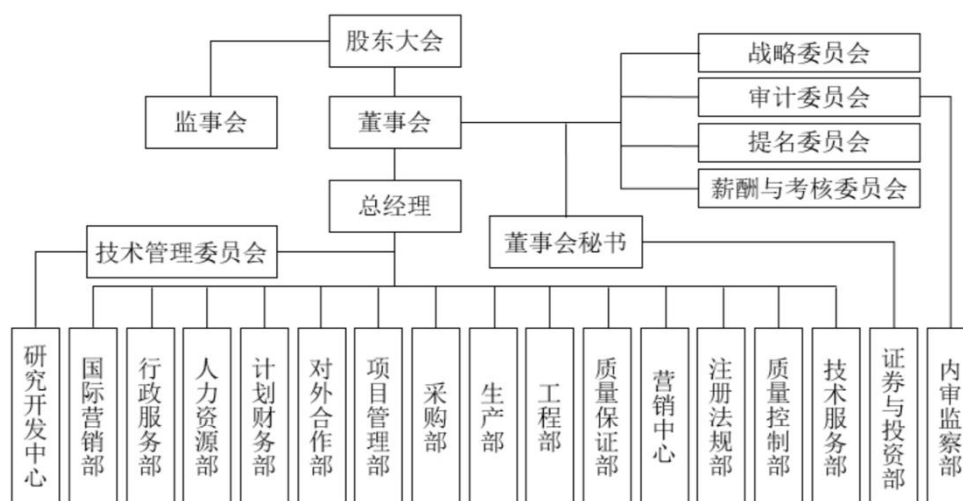 股东大会
战略委员会
监事会
董事会
审计委员会
提名委员会
总经理
薪酬与考核委员会
技术管理委员会
董事会秘书
研究开发中心
国际营销部
行政服务部
人力资源部
计划财务部
对外合作部
项目管理部
采购部
生产部
工程部
质量保证部
营销中心
注册法规部
质量控制部
技术服务部
证券与投资部
内审监察部